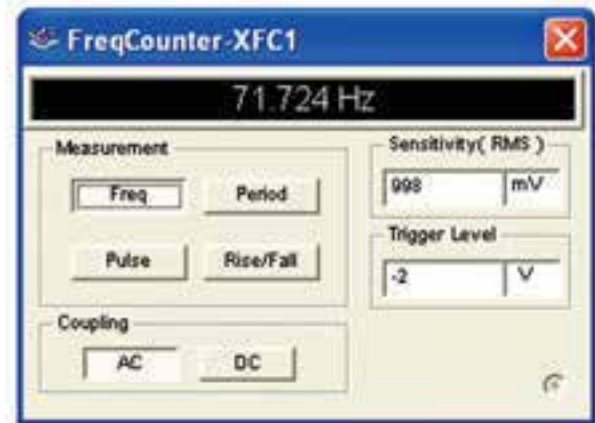 FreqCounter-XFC1
71.724 Hz
Measurement
Freq
Period
Pulse
Rise/Fall
Coupling
AC
DC
Sensitivity( RMS )
998
mV
Trigger Level
-2
V